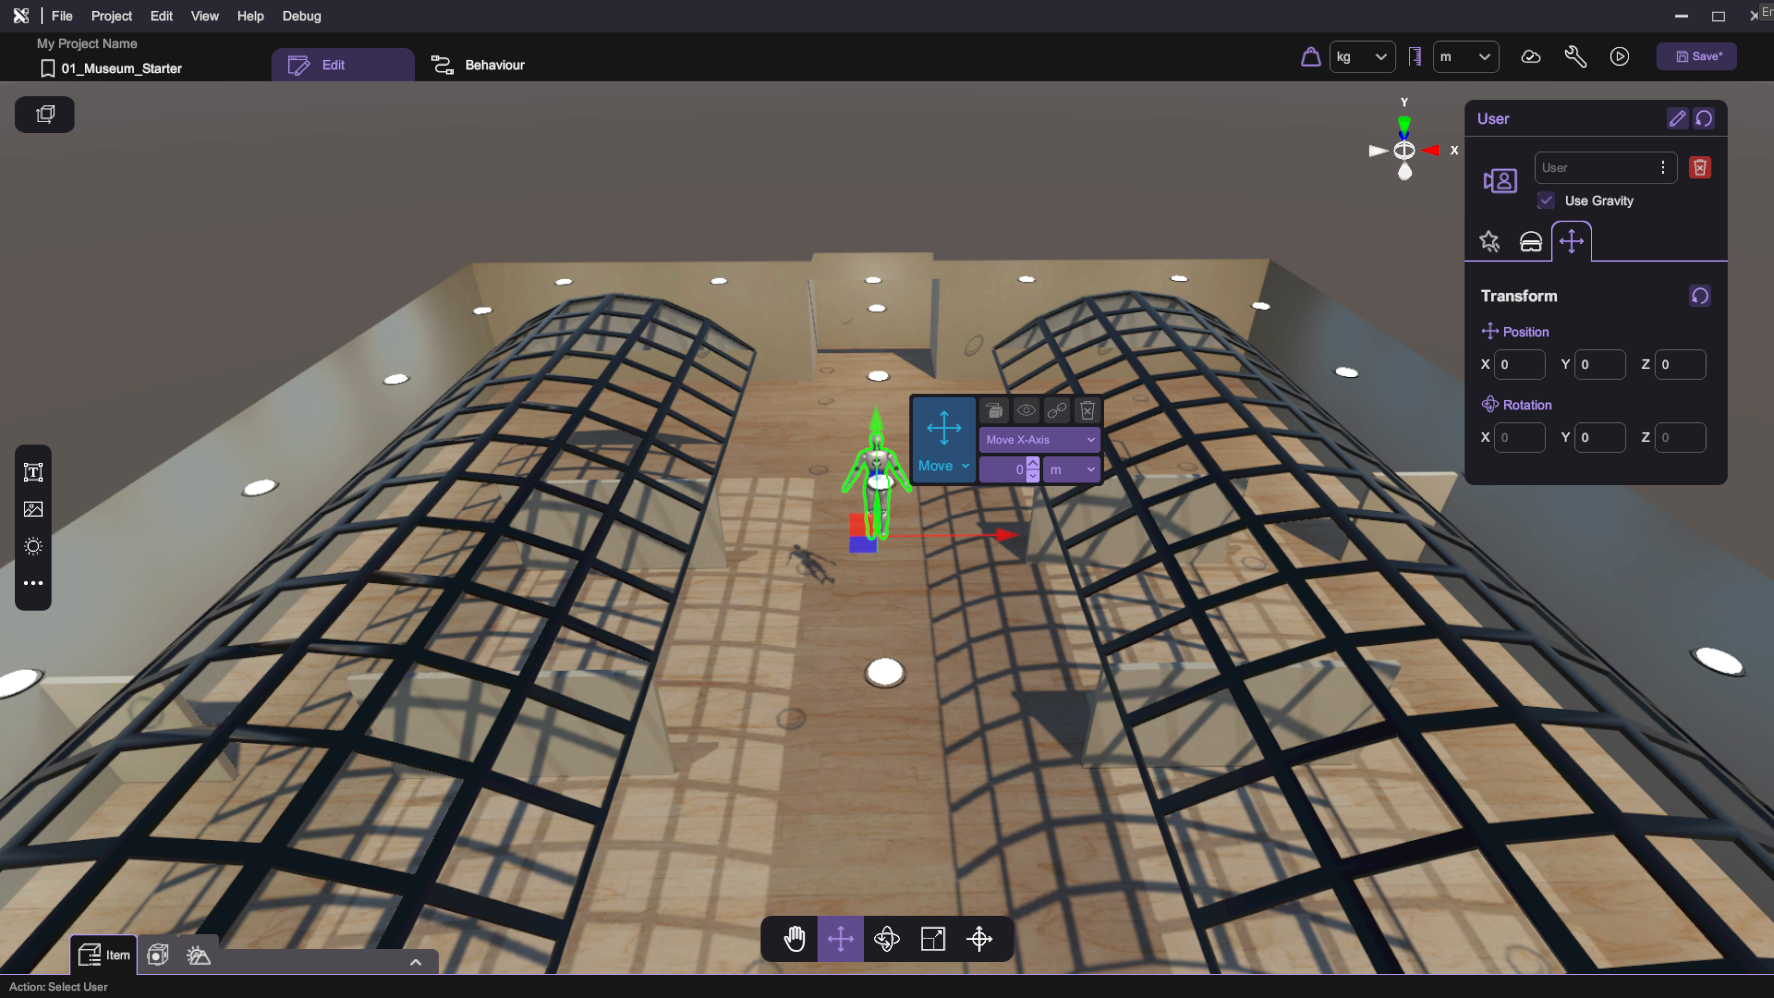 File Project Edit View Help Debug
En
My Project Name
01_Museum_Starter
Edit
Behaviour
kg
m
Save*
Y
X
User
User
Use Gravity
Transform
Position
X 0 Y 0 Z 0
Rotation
X 0 Y 0 Z 0
Move
Move X-Axis
0 m
Item
Action: Select User